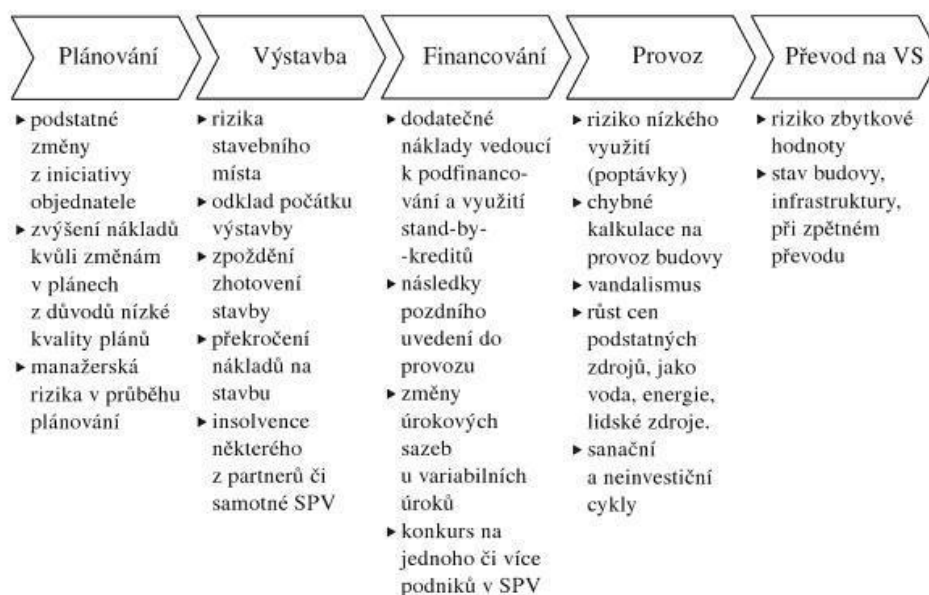 Plánování
Výstavba
Financování
Provoz
Převod na VS
▸ podstatné
změny
z iniciativy
objednatele
▸ zvýšení nákladů
kvůli změnám
v plánech
z důvodů nízké
kvality plánů
▸ manažerská
rizika v průběhu
plánování
▸ rizika
stavebního
místa
▸ odklad počátku
výstavby
▸ zpoždění
zhotovení
stavby
▸ překročení
nákladů na
stavbu
▸ insolvence
některého
z partnerů či
samotné SPV
▸ dodatečné
náklady vedoucí
k podfinanco-
vání a využití
stand-by-
-kreditů
▸ následky
pozdního
uvedení do
provozu
▸ změny
úrokových
sazeb
u variabilních
úroků
▸ konkurs na
jednoho či více
podniků v SPV
▸ riziko nízkého
využití
(poptávky)
▸ chybné
kalkulace na
provoz budovy
▸ vandalismus
▸ růst cen
podstatných
zdrojů, jako
voda, energie,
lidské zdroje.
▸ sanační
a neinvestiční
cykly
▸ riziko zbytkové
hodnoty
▸ stav budovy,
infrastruktury,
při zpětném
převodu